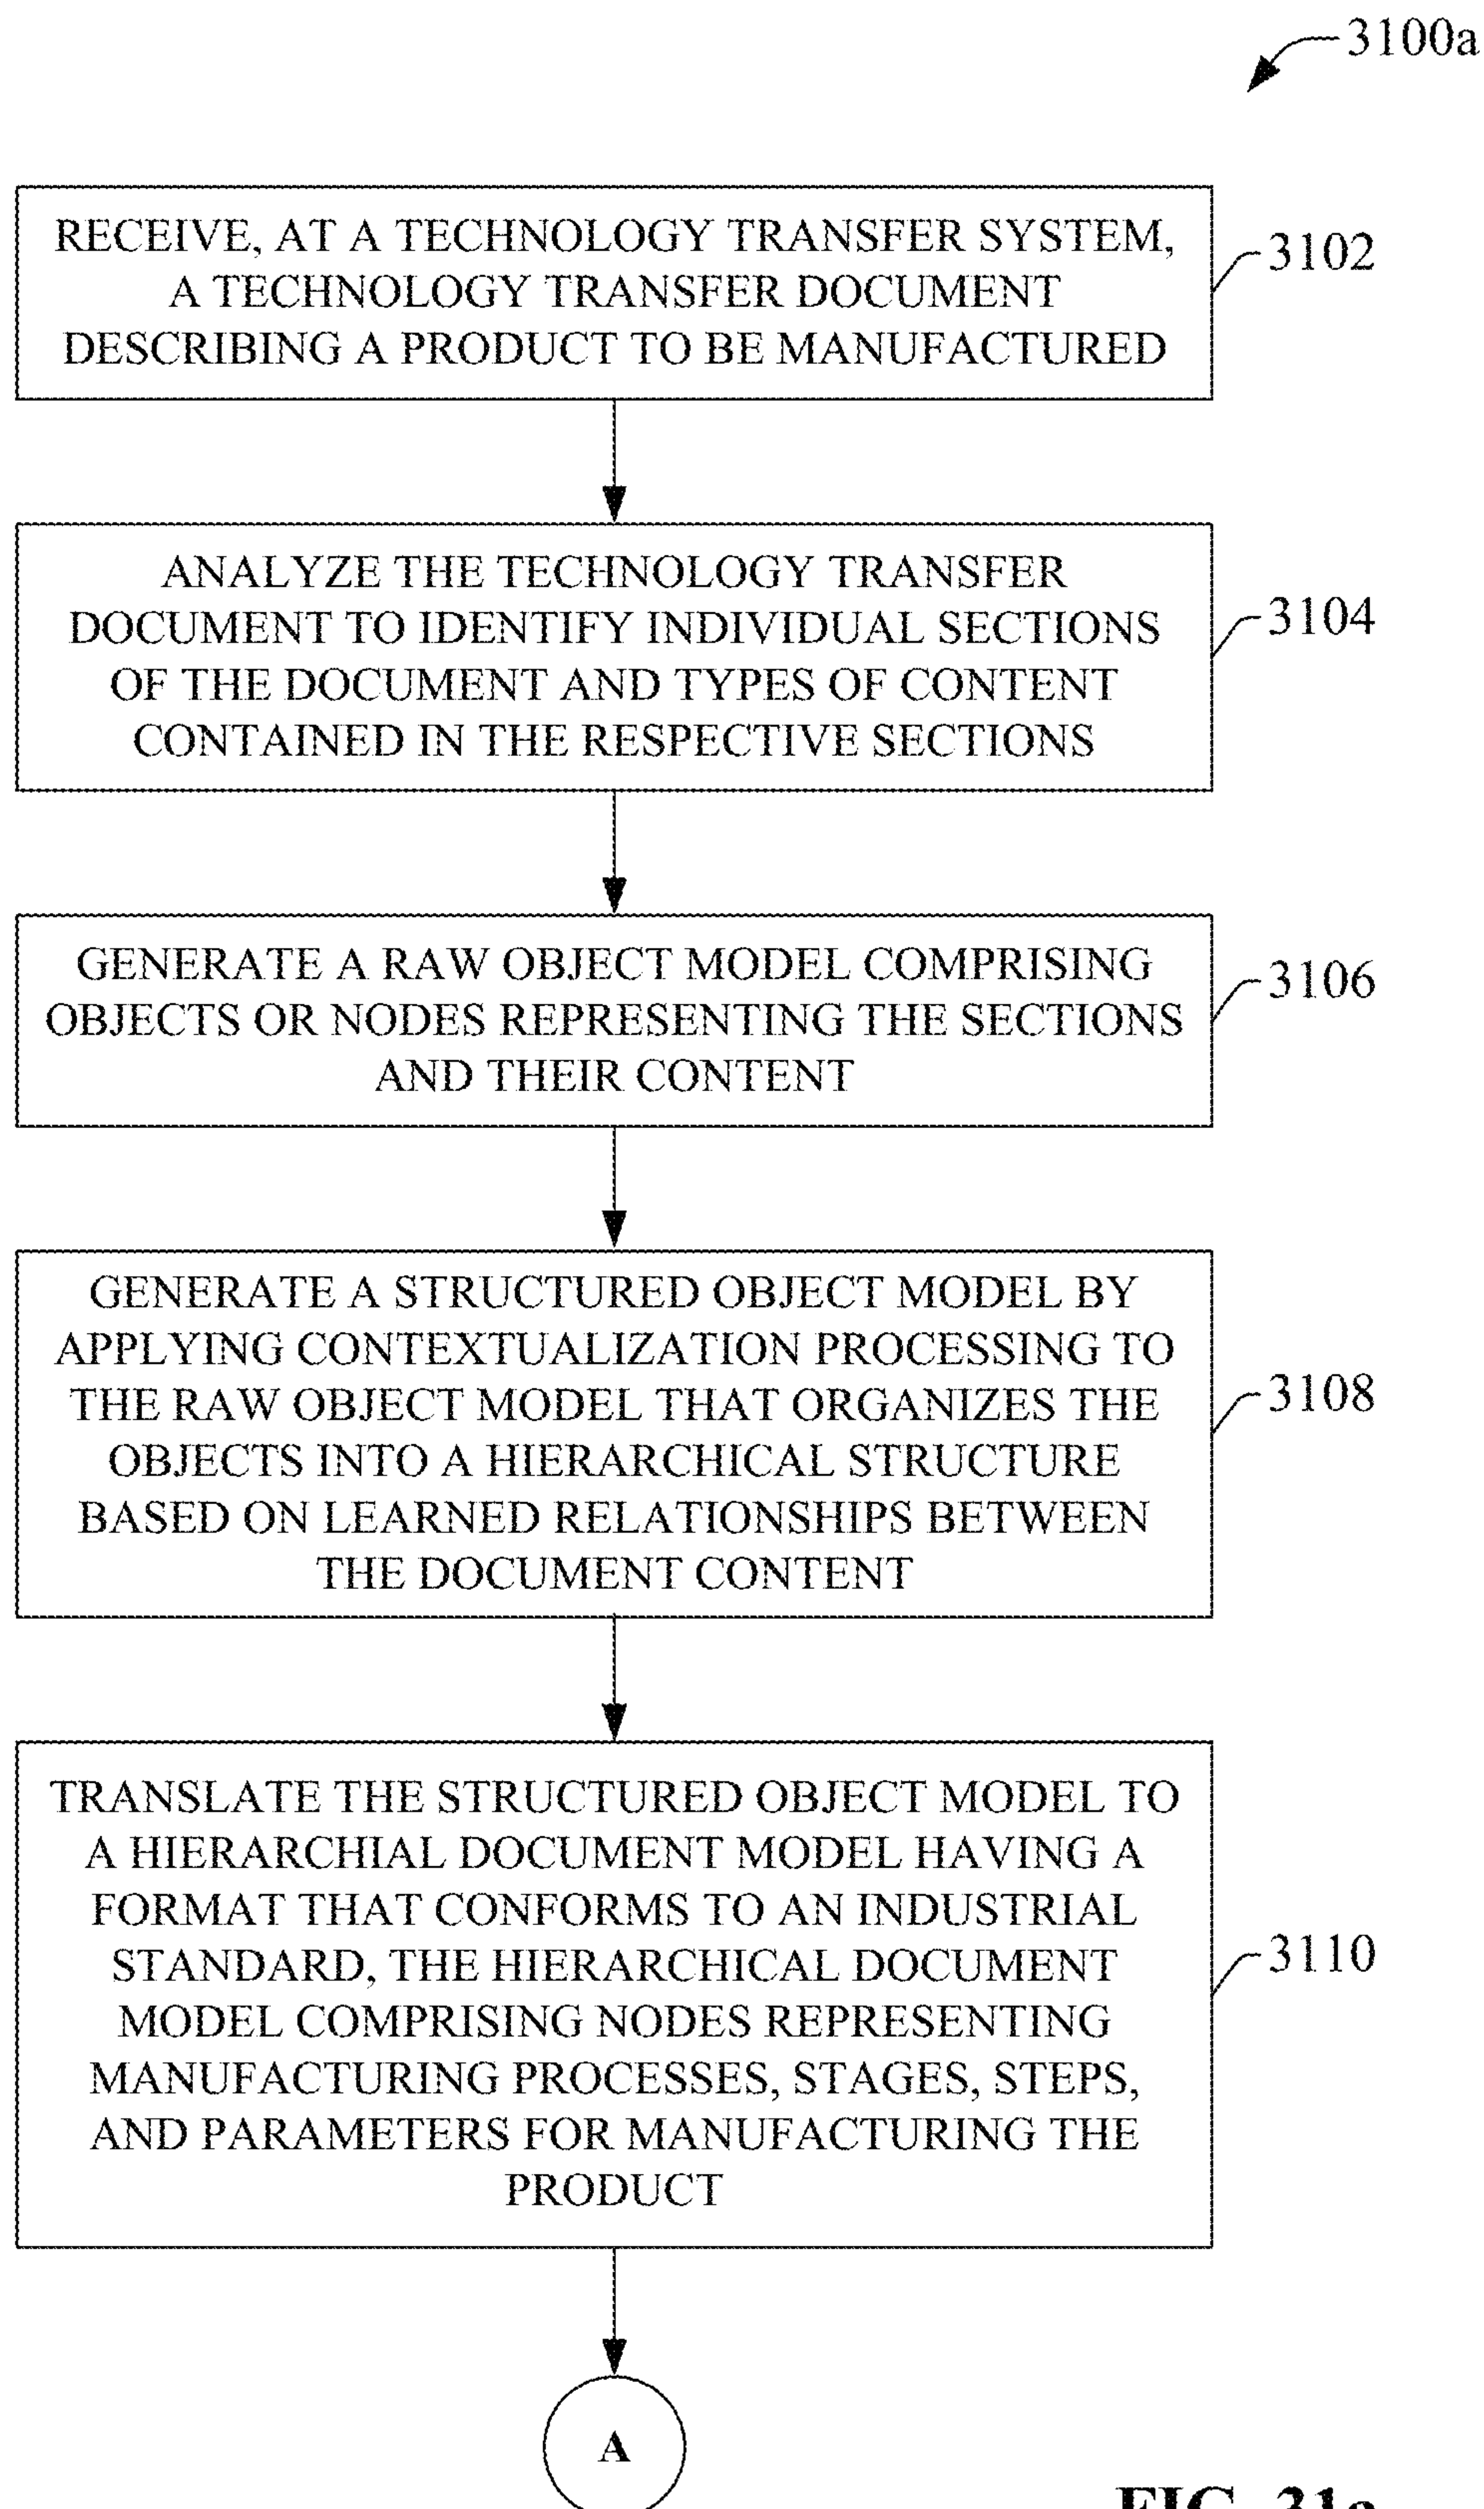 3100a
RECEIVE, AT A TECHNOLOGY TRANSFER SYSTEM,
A TECHNOLOGY TRANSFER DOCUMENT
DESCRIBING A PRODUCT TO BE MANUFACTURED
3102
ANALYZE THE TECHNOLOGY TRANSFER
DOCUMENT TO IDENTIFY INDIVIDUAL SECTIONS
OF THE DOCUMENT AND TYPES OF CONTENT
CONTAINED IN THE RESPECTIVE SECTIONS
3104
GENERATE A RAW OBJECT MODEL COMPRISING
OBJECTS OR NODES REPRESENTING THE SECTIONS
AND THEIR CONTENT
3106
GENERATE A STRUCTURED OBJECT MODEL BY
APPLYING CONTEXTUALIZATION PROCESSING TO
THE RAW OBJECT MODEL THAT ORGANIZES THE
OBJECTS INTO A HIERARCHICAL STRUCTURE
BASED ON LEARNED RELATIONSHIPS BETWEEN
THE DOCUMENT CONTENT
3108
TRANSLATE THE STRUCTURED OBJECT MODEL TO
A HIERARCHIAL DOCUMENT MODEL HAVING A
FORMAT THAT CONFORMS TO AN INDUSTRIAL
STANDARD, THE HIERARCHICAL DOCUMENT
MODEL COMPRISING NODES REPRESENTING
MANUFACTURING PROCESSES, STAGES, STEPS,
AND PARAMETERS FOR MANUFACTURING THE
PRODUCT
3110
A
FIG. 31a